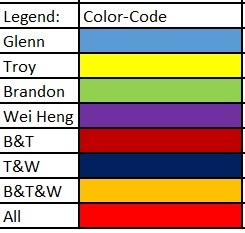 Legend: Color-Code
Glenn
Troy
Brandon
Wei Heng
B&T
T&W
B&T&W
All